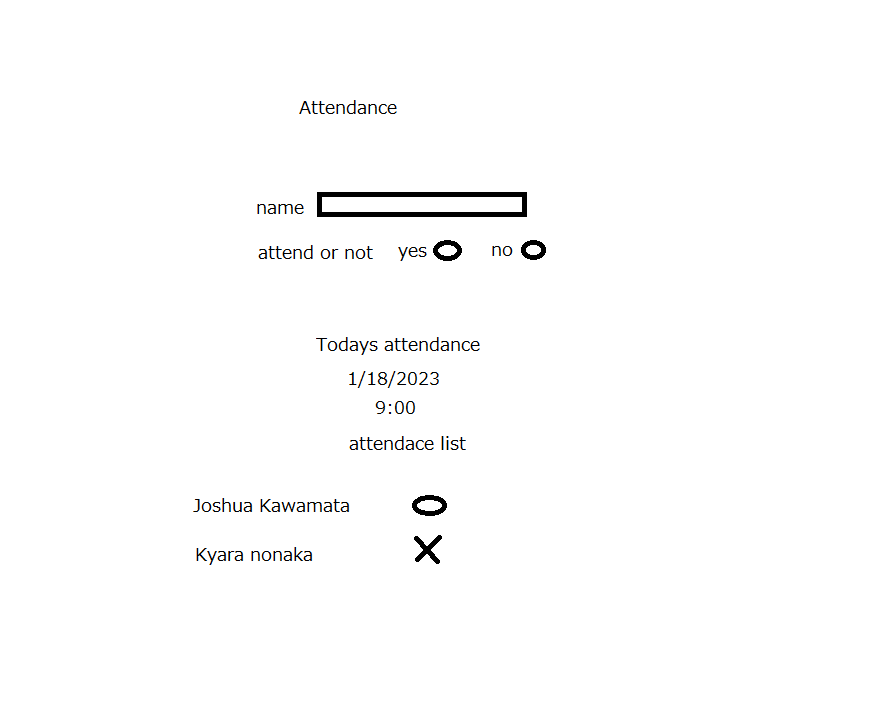 Attendance
name
attend or not yes no
Todays attendance
1/18/2023
9:00
attendace list
Joshua Kawamata
Kyara nonaka